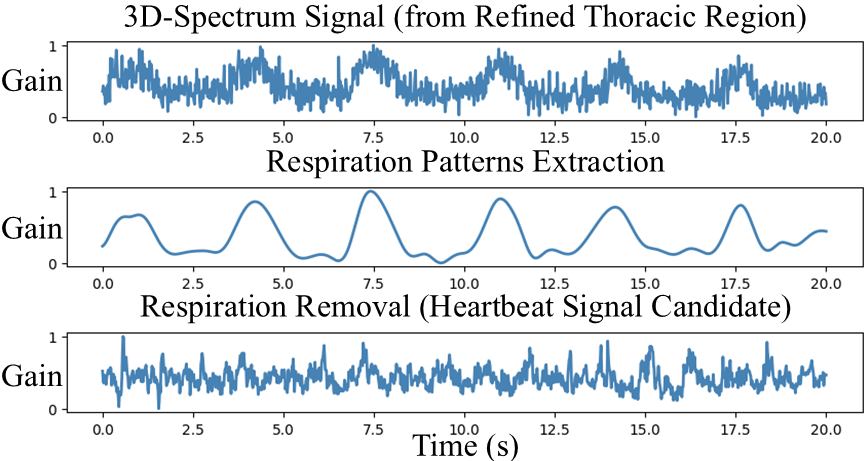 3D-Spectrum Signal (from Refined Thoracic Region)
1
Gain
0
0.0 2.5 5.0 7.5 10.0 12.5 15.0 17.5 20.0
Respiration Patterns Extraction
1
Gain
0
0.0 2.5 5.0 7.5 10.0 12.5 15.0 17.5 20.0
Respiration Removal (Heartbeat Signal Candidate)
1
Gain
0
0.0 2.5 5.0 7.5 10.0 12.5 15.0 17.5 20.0
Time (s)